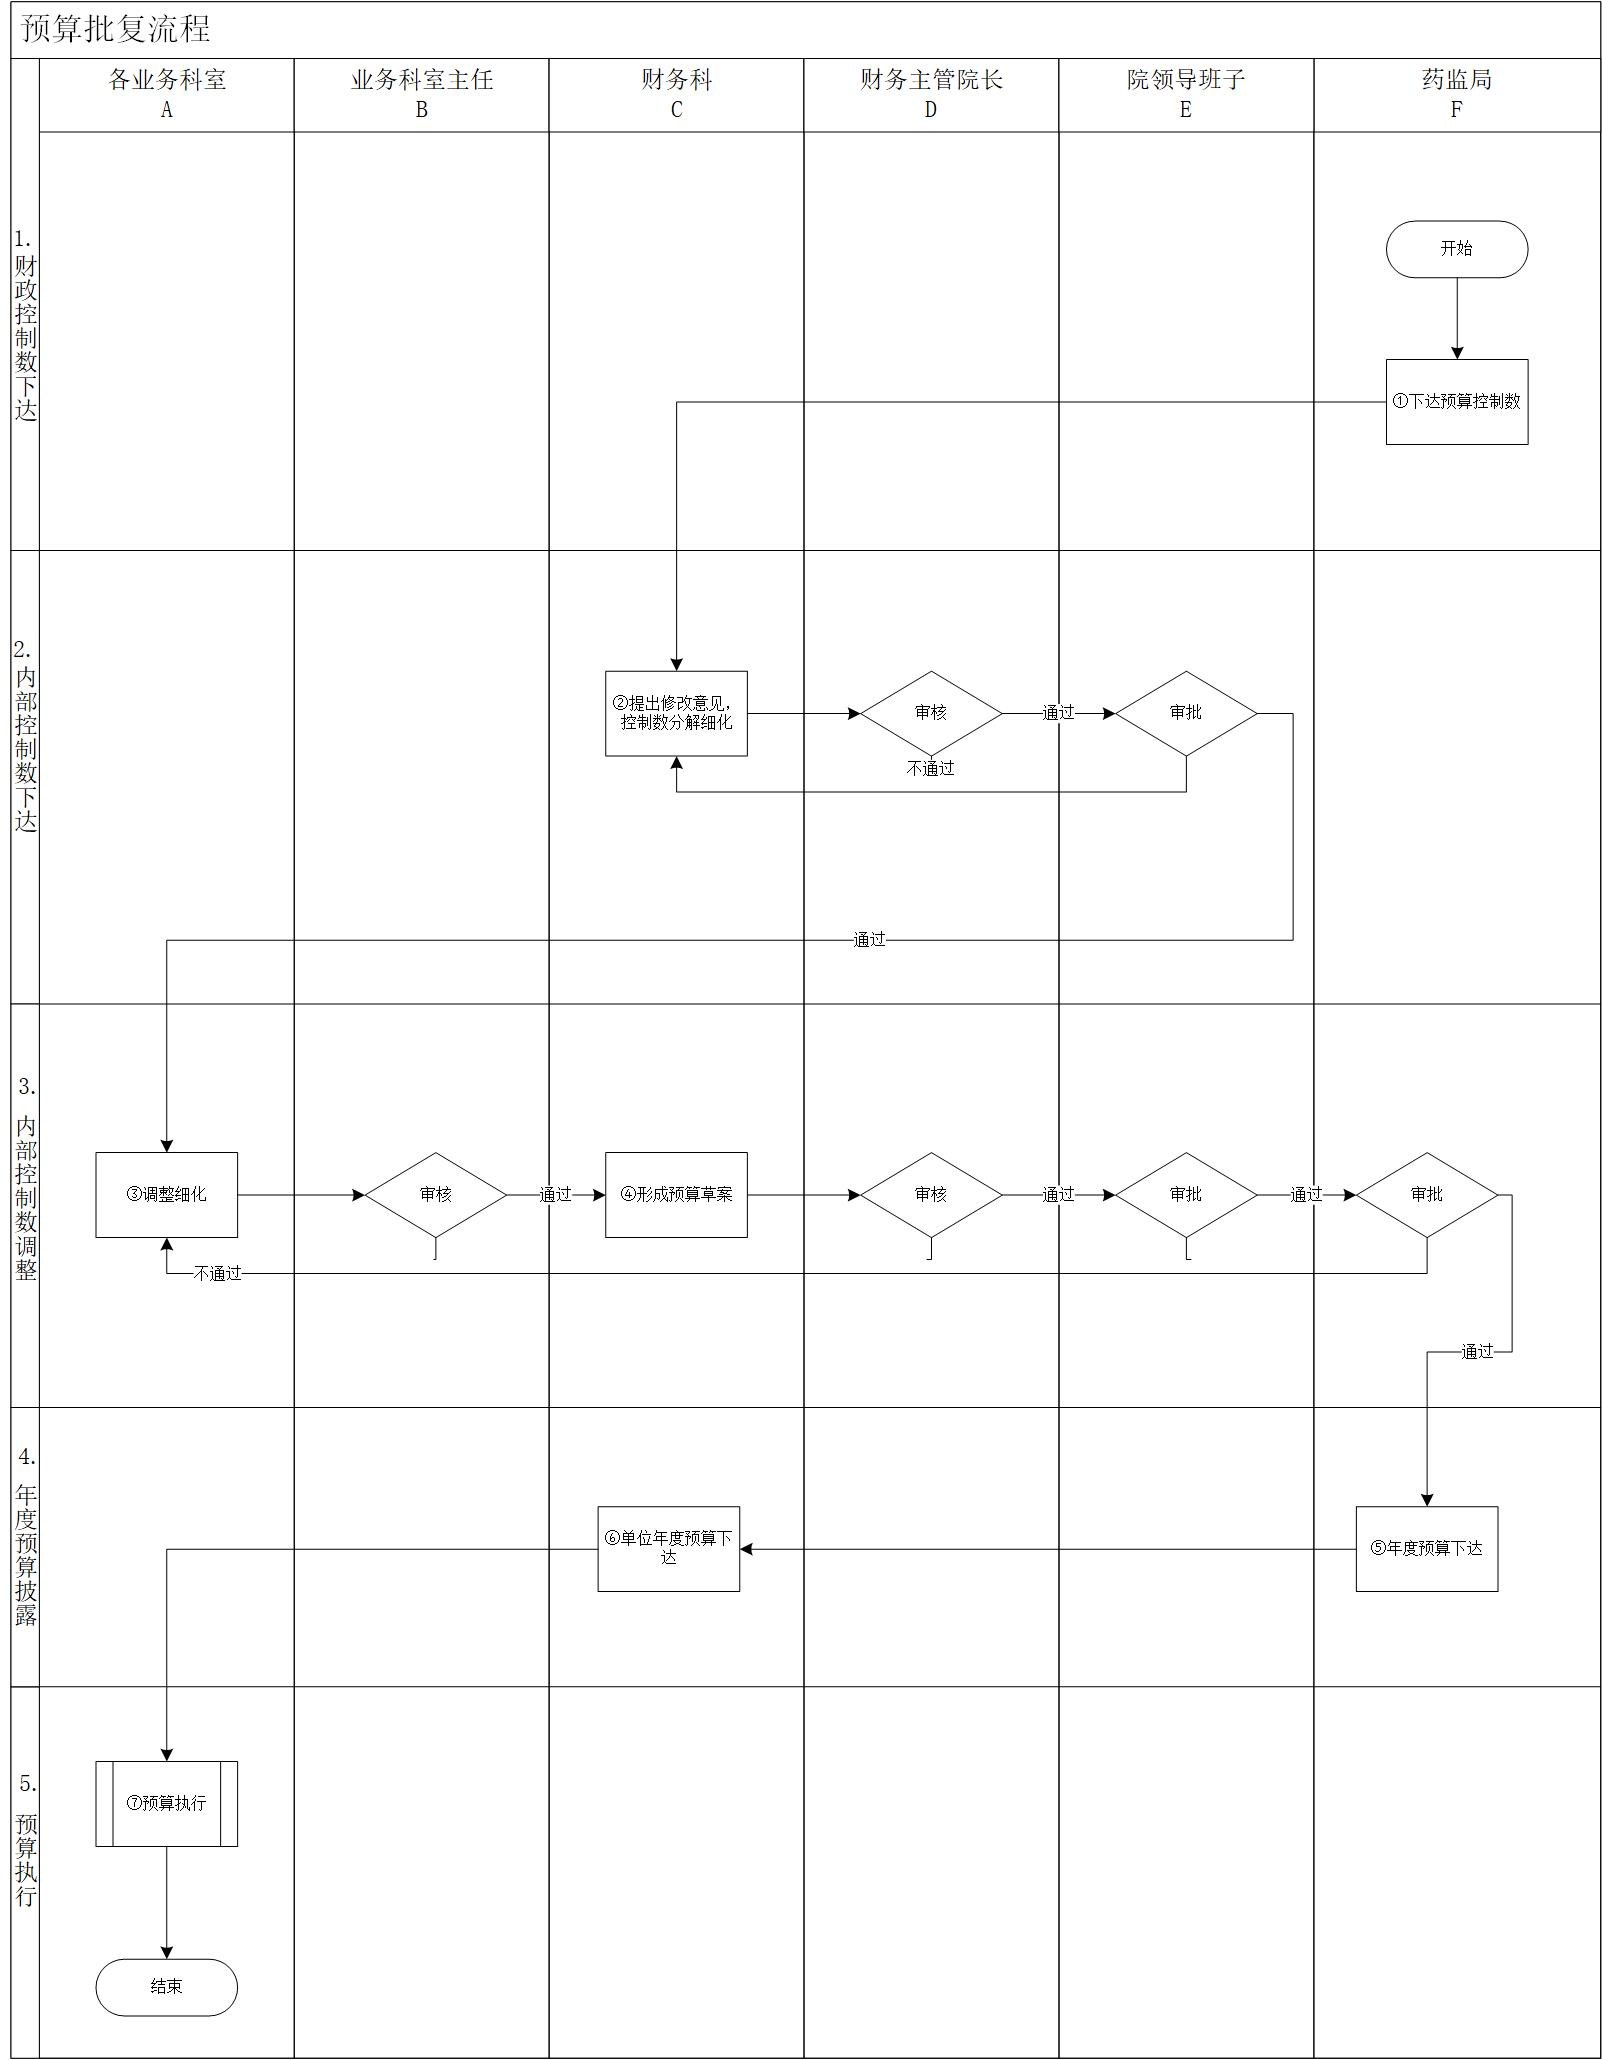 预算批复流程
各业务科室
A
业务科室主任
B
财务科
C
财务主管院长
D
院领导班子
E
药监局
F
1.
财政控制数下达
开始
①下达预算控制数
2.
内部控制数下达
②提出修改意见，
控制数分解细化
审核
通过
审批
不通过
通过
3.
内部控制数调整
③调整细化
审核
通过
④形成预算草案
审核
通过
审批
通过
审批
不通过
通过
4.
年度预算披露
⑥单位年度预算下
达
⑤年度预算下达
5.
预算执行
⑦预算执行
结束